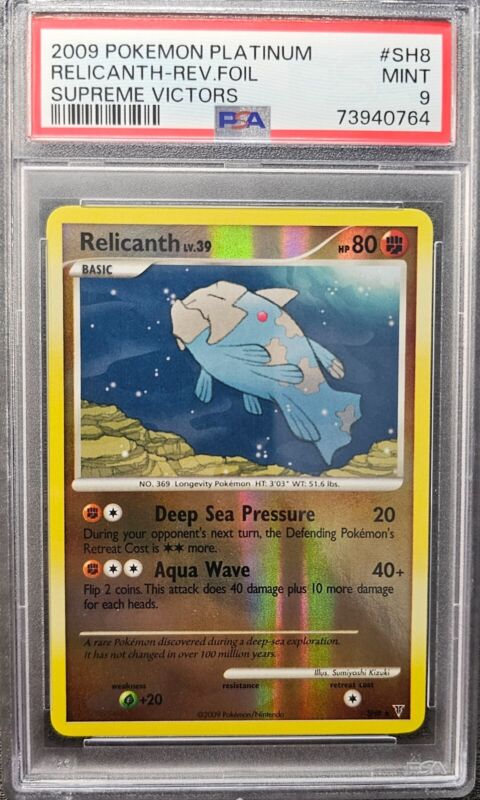 2009 POKEMON PLATINUM #SH8
RELICANTH-REV.FOIL MINT
SUPREME VICTORS 9
PSA 73940764
Relicanth LV.39 HP 80
BASIC
NO. 369 Longevity Pokémon HT: 3'03" WT: 51.6 lbs.
Deep Sea Pressure 20
During your opponent's next turn, the Defending Pokémon's
Retreat Cost is ✶✶ more.
Aqua Wave 40+
Flip 2 coins. This attack does 40 damage plus 10 more damage
for each heads.
A rare Pokémon discovered during a deep-sea exploration.
It has not changed in over 100 million years.
Illus. Sumiyoshi Kizuki
weakness resistance retreat cost
+20
©2009 Pokémon/Nintendo SH8 ★
PSA